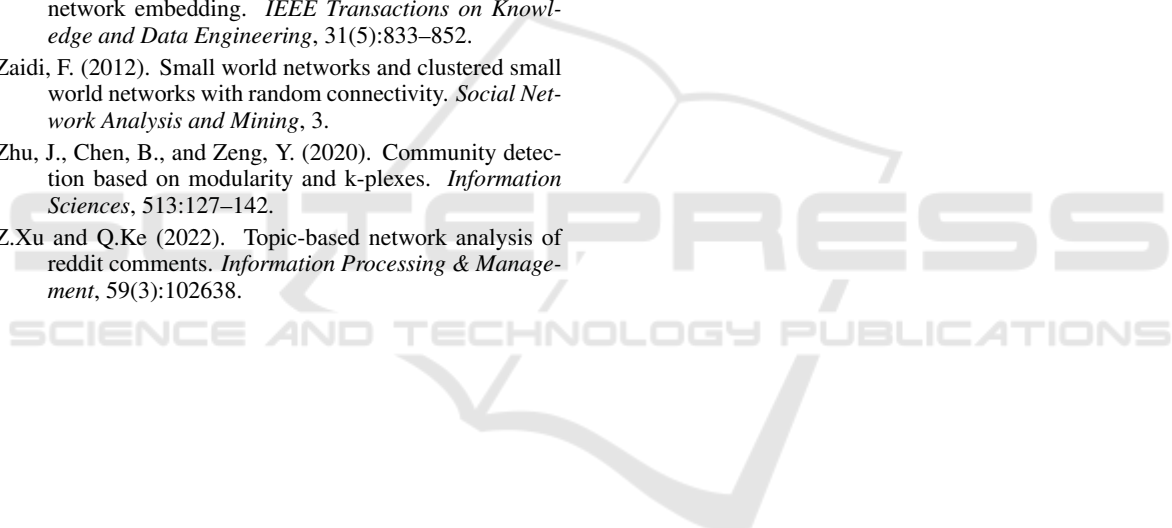 network embedding. IEEE Transactions on Knowl-
edge and Data Engineering, 31(5):833–852.
Zaidi, F. (2012). Small world networks and clustered small
world networks with random connectivity. Social Net-
work Analysis and Mining, 3.
Zhu, J., Chen, B., and Zeng, Y. (2020). Community detec-
tion based on modularity and k-plexes. Information
Sciences, 513:127–142.
Z.Xu and Q.Ke (2022). Topic-based network analysis of
reddit comments. Information Processing & Manage-
ment, 59(3):102638.
SCITEPRESS
SCIENCE AND TECHNOLOGY PUBLICATIONS